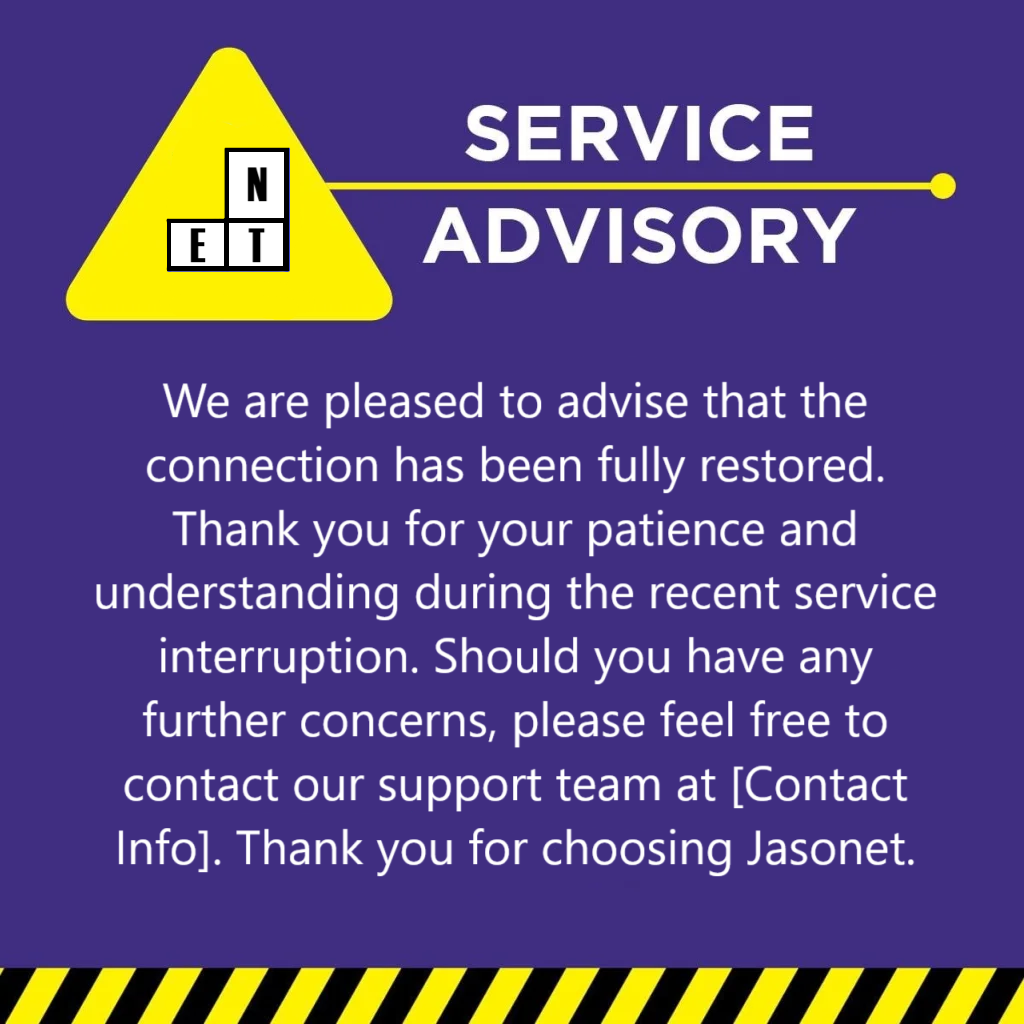 N
E T
SERVICE
ADVISORY
We are pleased to advise that the
connection has been fully restored.
Thank you for your patience and
understanding during the recent service
interruption. Should you have any
further concerns, please feel free to
contact our support team at [Contact
Info]. Thank you for choosing Jasonet.